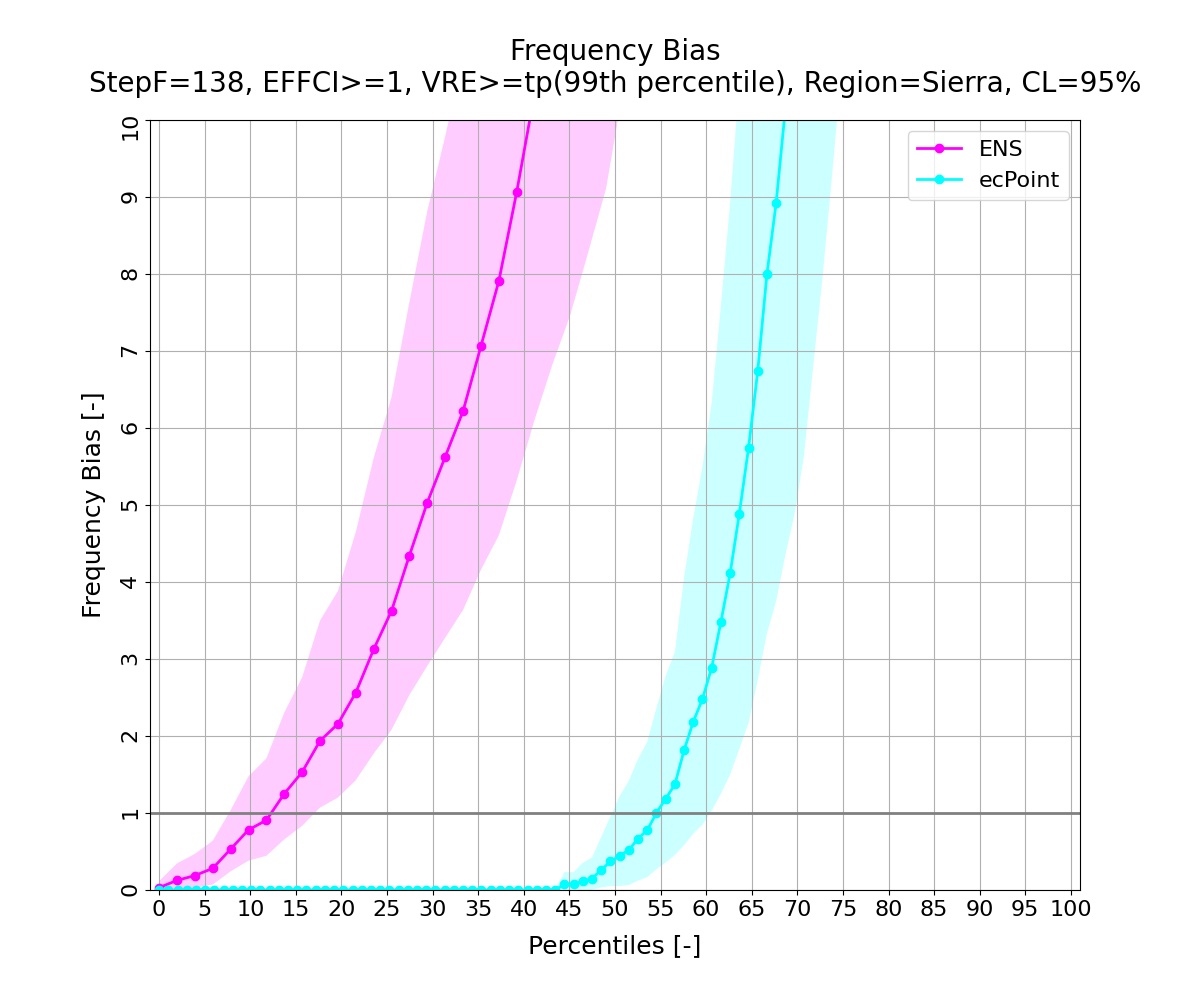 Frequency Bias
StepF=138, EFFCI>=1, VRE>=tp(99th percentile), Region=Sierra, CL=95%
ENS
ecPoint
Frequency Bias [-]
10
9
8
7
6
5
4
3
2
1
0
0 5 10 15 20 25 30 35 40 45 50 55 60 65 70 75 80 85 90 95 100
Percentiles [-]